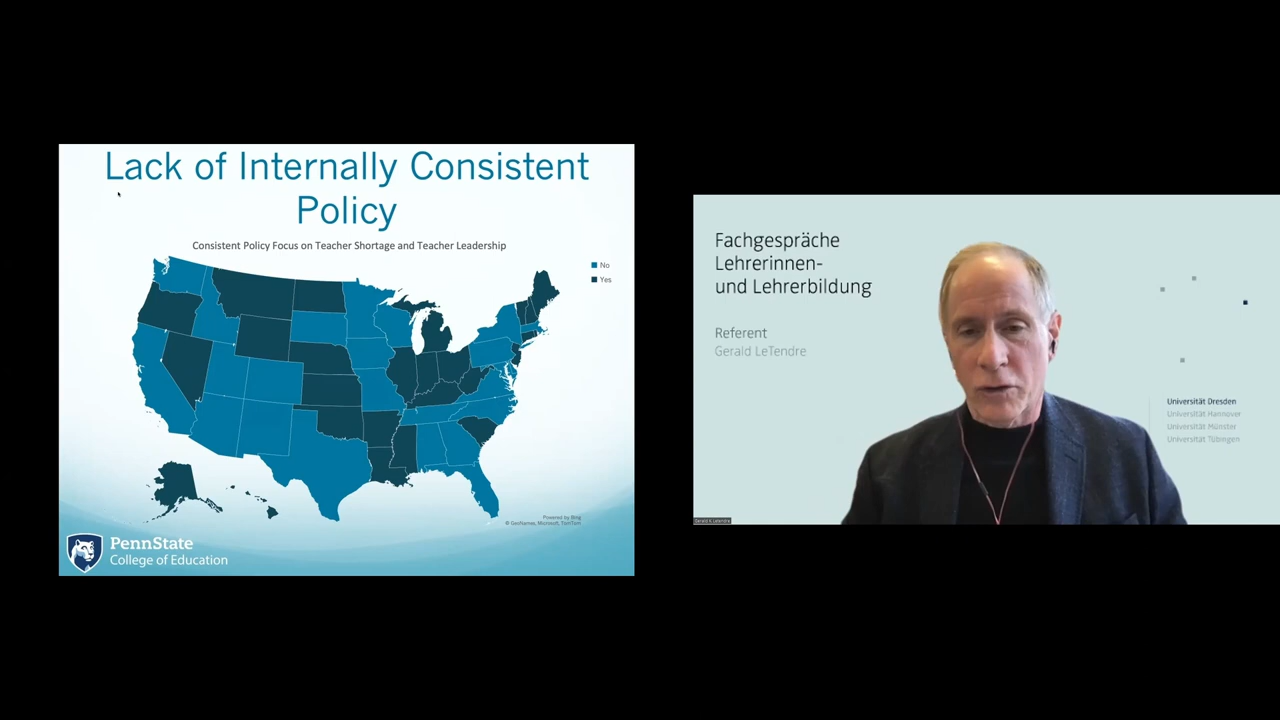 Lack of Internally Consistent
Policy
Consistent Policy Focus on Teacher Shortage and Teacher Leadership
No
Yes
Powered by Bing
© GeoNames, Microsoft, TomTom
PennState
College of Education
Fachgespräche
Lehrerinnen-
und Lehrerbildung
Referent
Gerald LeTendre
Universität Dresden
Universität Hannover
Universität Münster
Universität Tübingen
Gerald K Letendre